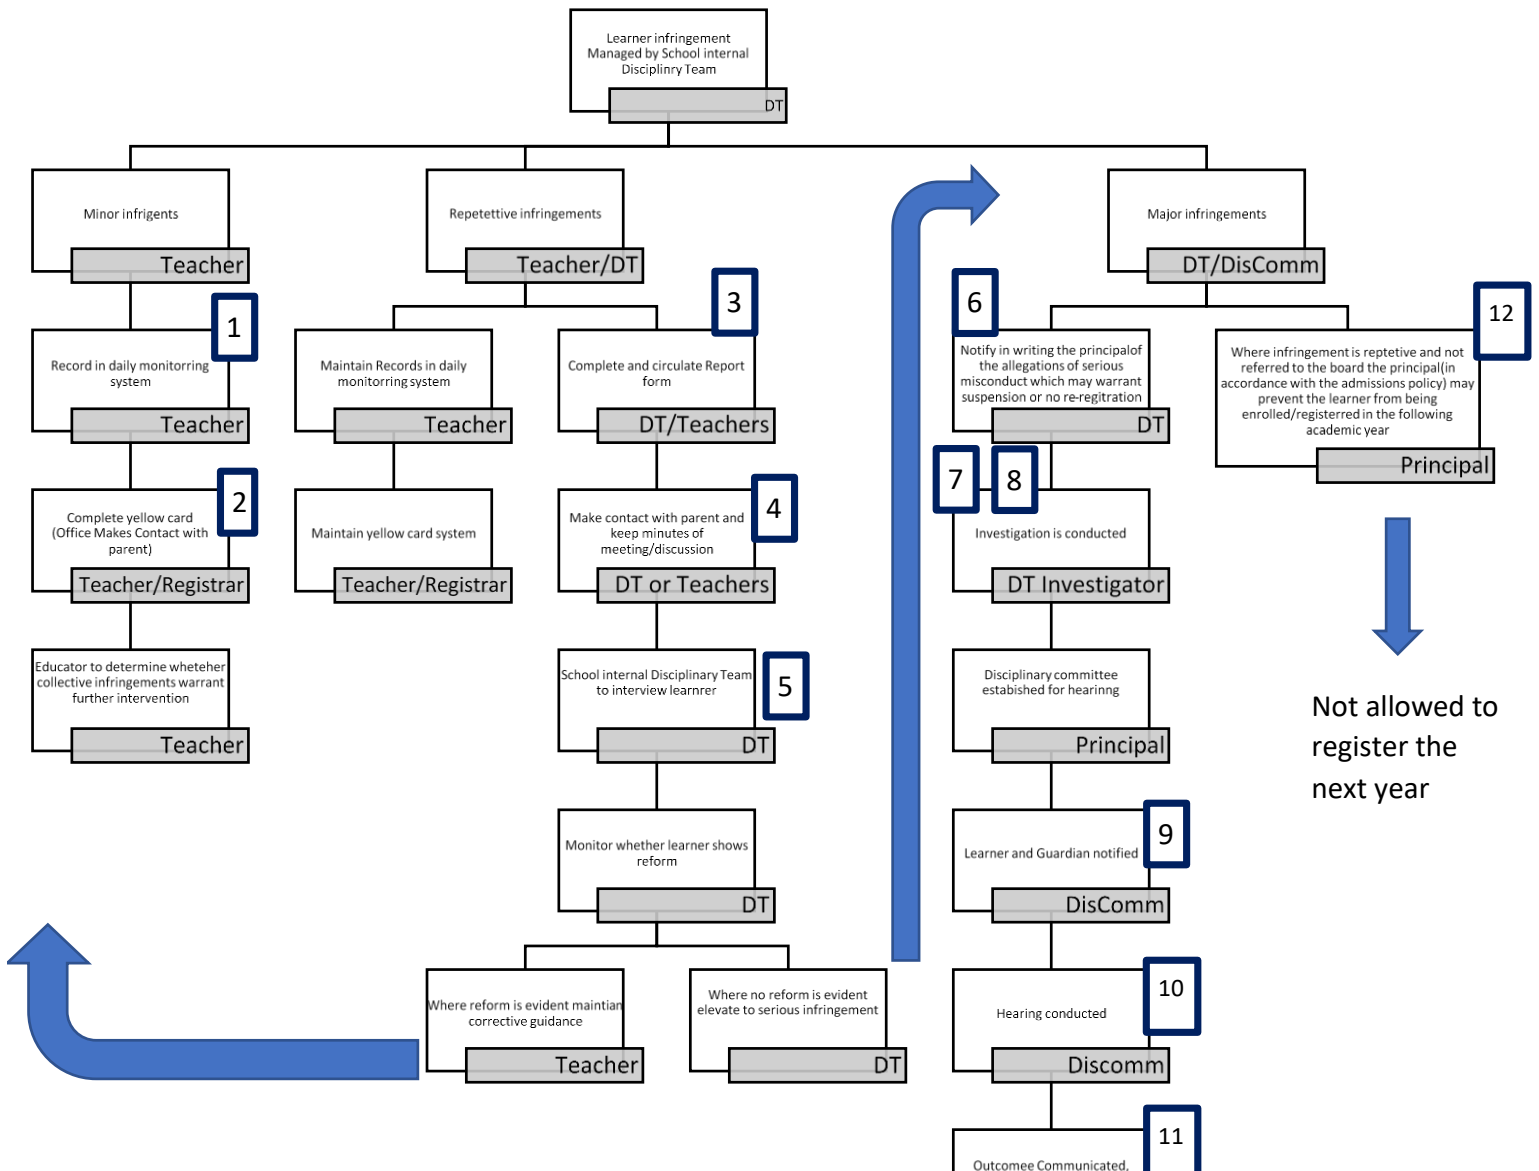 Learner infringement
Managed by School internal
Disciplinry Team
DT
Minor infrigents
Teacher
Repetettive infringements
Teacher/DT
Major infringements
DT/DisComm
1
Record in daily monitorring
system
Teacher
Maintain Records in daily
monitorring system
Teacher
3
Complete and circulate Report
form
DT/Teachers
6
Notify in writing the principalof
the allegations of serious
misconduct which may warrant
suspension or no re-regitration
DT
12
Where infringement is reptetive and not
referred to the board the principal(in
accordance with the admissions policy) may
prevent the learner from being
enrolled/registerred in the following
academic year
Principal
2
Complete yellow card
(Office Makes Contact with
parent)
Teacher/Registrar
Maintain yellow card system
Teacher/Registrar
4
Make contact with parent and
keep minutes of
meeting/discussion
DT or Teachers
7
8
Investigation is conducted
DT Investigator
Educator to determine wheteher
collective infringements warrant
further intervention
Teacher
5
School internal Disciplinary Team
to interview learnrer
DT
Disciplinary committee
estabished for hearinng
Principal
Not allowed to
register the
next year
Monitor whether learner shows
reform
DT
9
Learner and Guardian notified
DisComm
Where reform is evident maintian
corrective guidance
Teacher
Where no reform is evident
elevate to serious infringement
DT
10
Hearing conducted
Discomm
11
Outcomee Communicated,